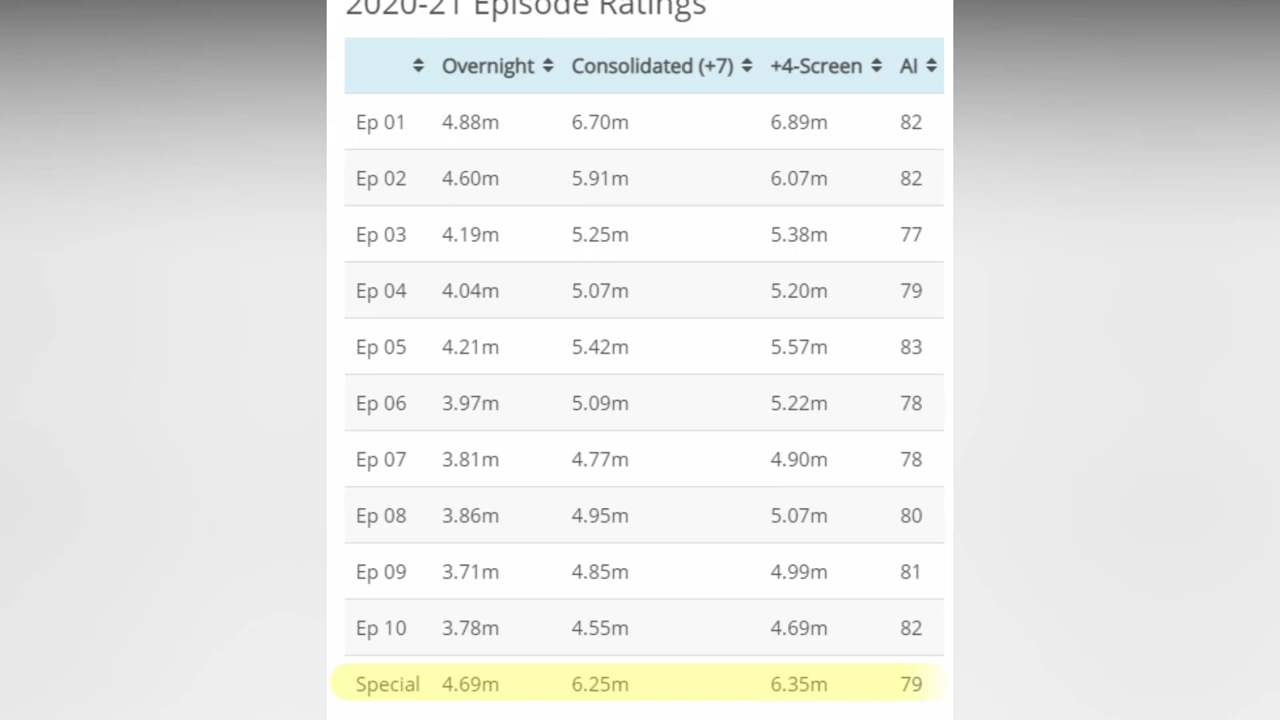 2020-21 Episode Ratings
Overnight Consolidated (+7) +4-Screen AI
Ep 01 4.88m 6.70m 6.89m 82
Ep 02 4.60m 5.91m 6.07m 82
Ep 03 4.19m 5.25m 5.38m 77
Ep 04 4.04m 5.07m 5.20m 79
Ep 05 4.21m 5.42m 5.57m 83
Ep 06 3.97m 5.09m 5.22m 78
Ep 07 3.81m 4.77m 4.90m 78
Ep 08 3.86m 4.95m 5.07m 80
Ep 09 3.71m 4.85m 4.99m 81
Ep 10 3.78m 4.55m 4.69m 82
Special 4.69m 6.25m 6.35m 79